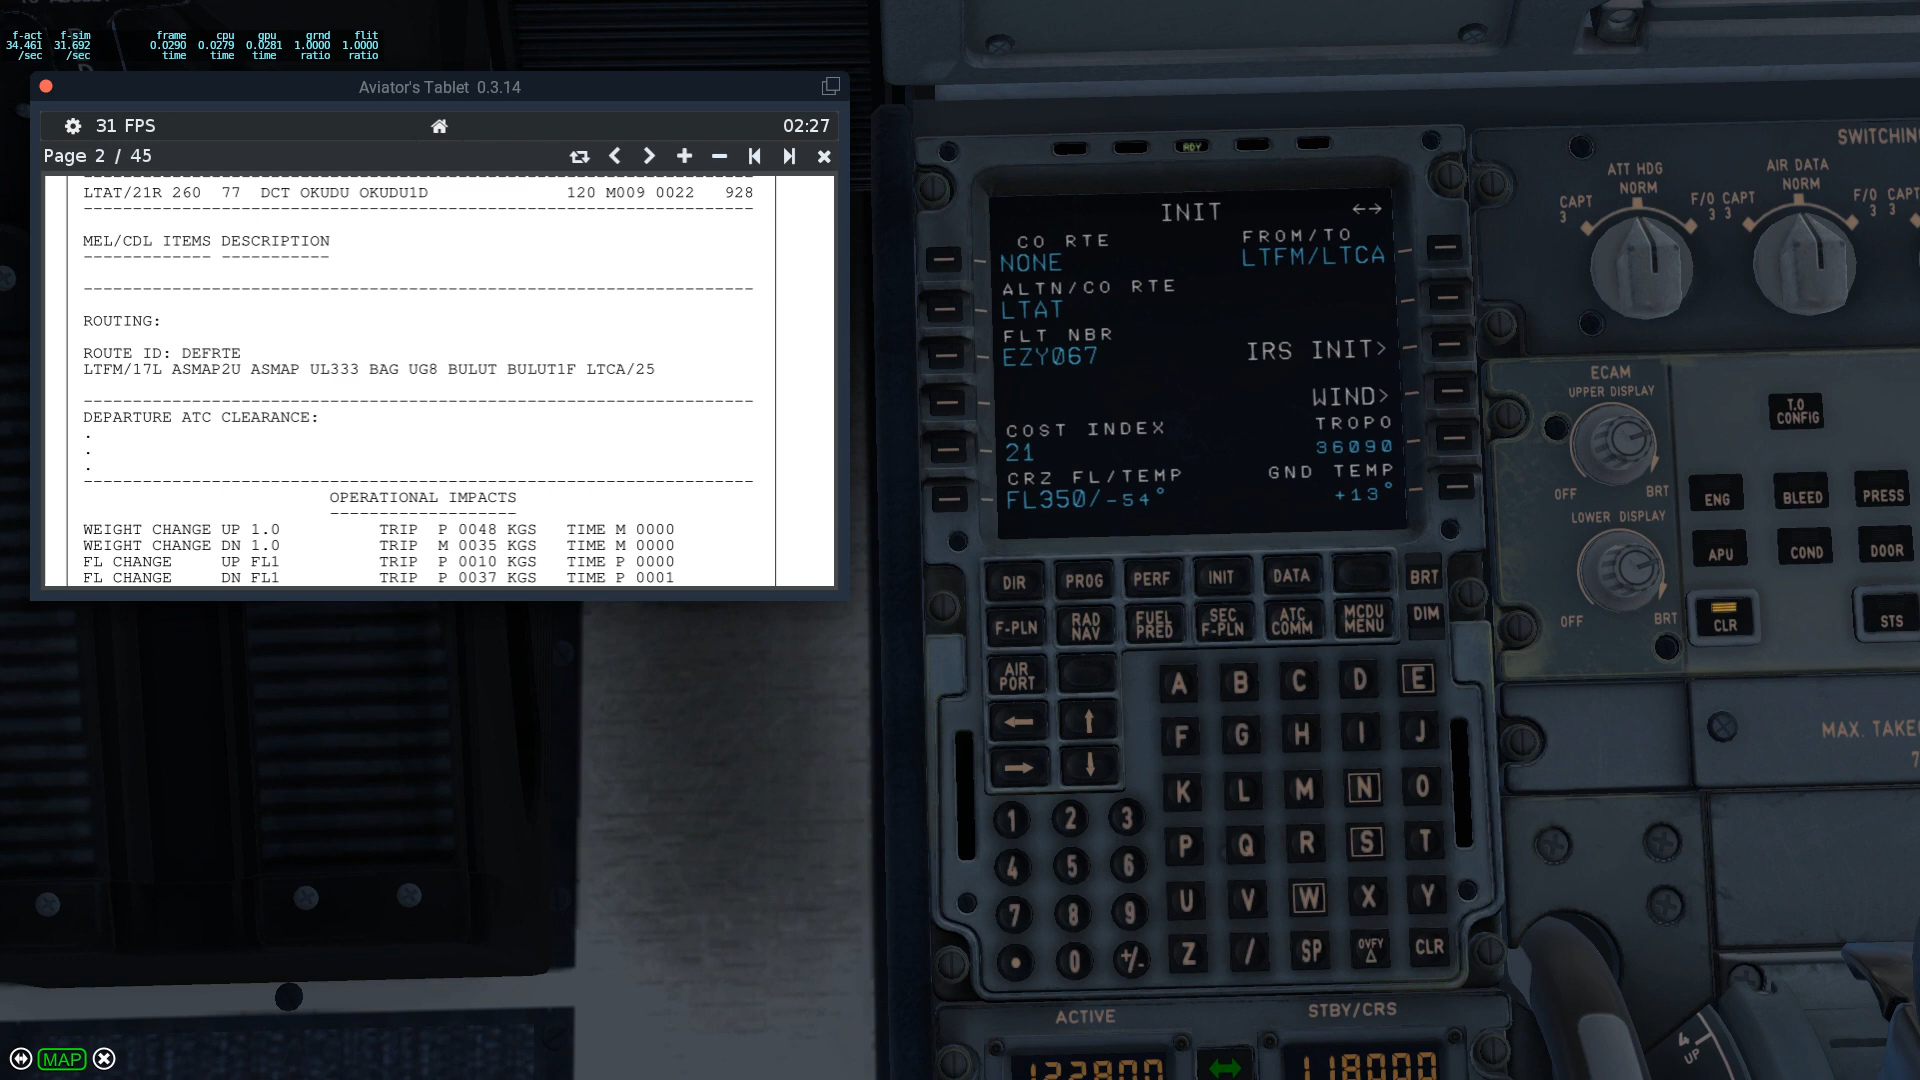 f-act f-sim frame cpu gpu grnd flit
34.461 31.692 0.0290 0.0279 0.0281 1.0000 1.0000
/sec /sec time time time ratio ratio
Aviator's Tablet 0.3.14
31 FPS 02:27
Page 2 / 45
LTAT/21R 260 77 DCT OKUDU OKUDU1D 120 M009 0022 928
MEL/CDL ITEMS DESCRIPTION
ROUTING:
ROUTE ID: DEFRTE
LTFM/17L ASMAP2U ASMAP UL333 BAG UG8 BULUT BULUT1F LTCA/25
DEPARTURE ATC CLEARANCE:
.
.
.
OPERATIONAL IMPACTS
WEIGHT CHANGE UP 1.0 TRIP P 0048 KGS TIME M 0000
WEIGHT CHANGE DN 1.0 TRIP M 0035 KGS TIME M 0000
FL CHANGE UP FL1 TRIP P 0010 KGS TIME P 0000
FL CHANGE DN FL1 TRIP P 0037 KGS TIME P 0001
MAP
RDY
INIT ←→
CO RTE FROM/TO
NONE LTFM/LTCA
ALTN/CO RTE
LTAT
FLT NBR
EZY067 IRS INIT>
WIND>
COST INDEX TROPO
21 36090
CRZ FL/TEMP GND TEMP
FL350/-54° +13°
DIR PROG PERF INIT DATA BRT
F-PLN RAD NAV FUEL PRED SEC F-PLN ATC COMM MCDU MENU DIM
AIR PORT
A B C D E
← ↑ F G H I J
→ ↓ K L M N O
1 2 3 P Q R S T
4 5 6 U V W X Y
7 8 9 Z / SP OVFY Δ CLR
. 0 +/-
ACTIVE STBY/CRS
122800 118000
SWITCHIN
ATT HDG AIR DATA
NORM NORM
CAPT 3 F/O 3 CAPT 3 F/O 3 CAPT 3
ECAM
UPPER DISPLAY
OFF BRT
LOWER DISPLAY
OFF BRT
T.O CONFIG
ENG BLEED PRESS
APU COND DOOR
CLR STS
MAX. TAKE
7
4
UP